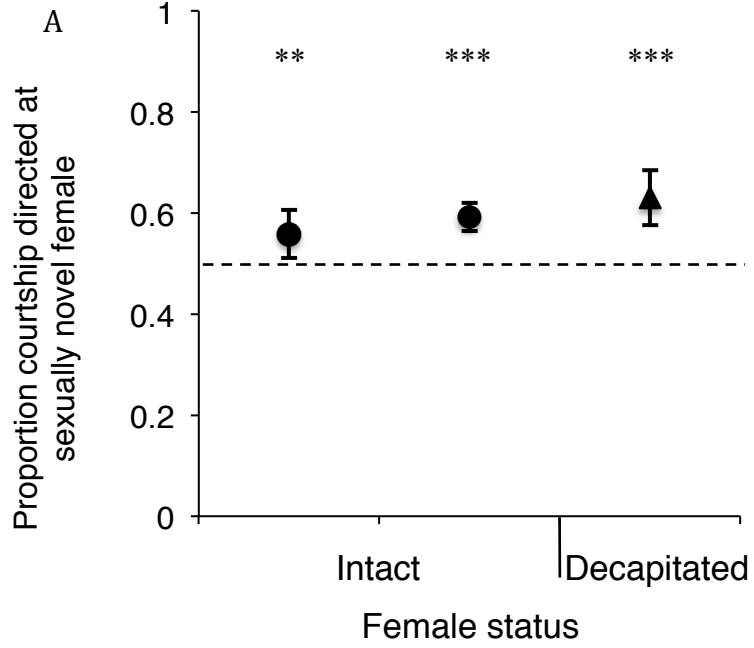 A
Proportion courtship directed at
sexually novel female
1
0.8
0.6
0.4
0.2
0
** *** ***
Intact Decapitated
Female status